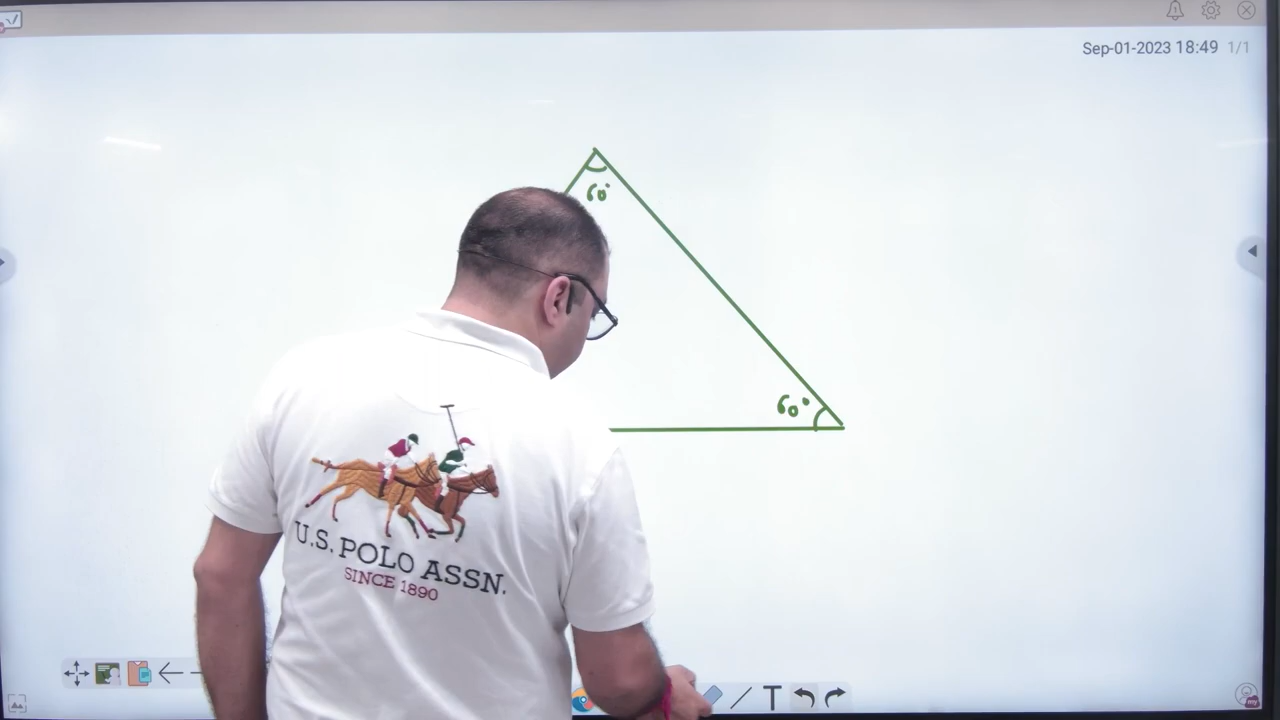 Sep-01-2023 18:49 1/1
60°
60°
U.S. POLO ASSN.
SINCE 1890
T